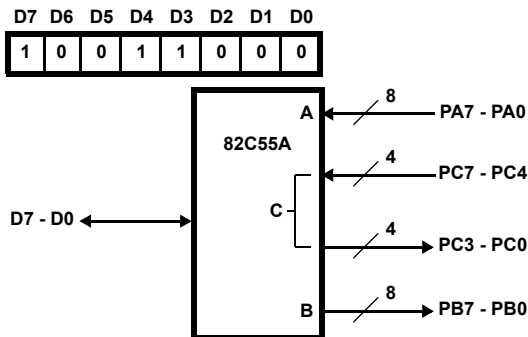 D7 D6 D5 D4 D3 D2 D1 D0
1 0 0 1 1 0 0 0
A 8 PA7 - PA0
82C55A
4 PC7 - PC4
C
D7 - D0
4 PC3 - PC0
B 8 PB7 - PB0